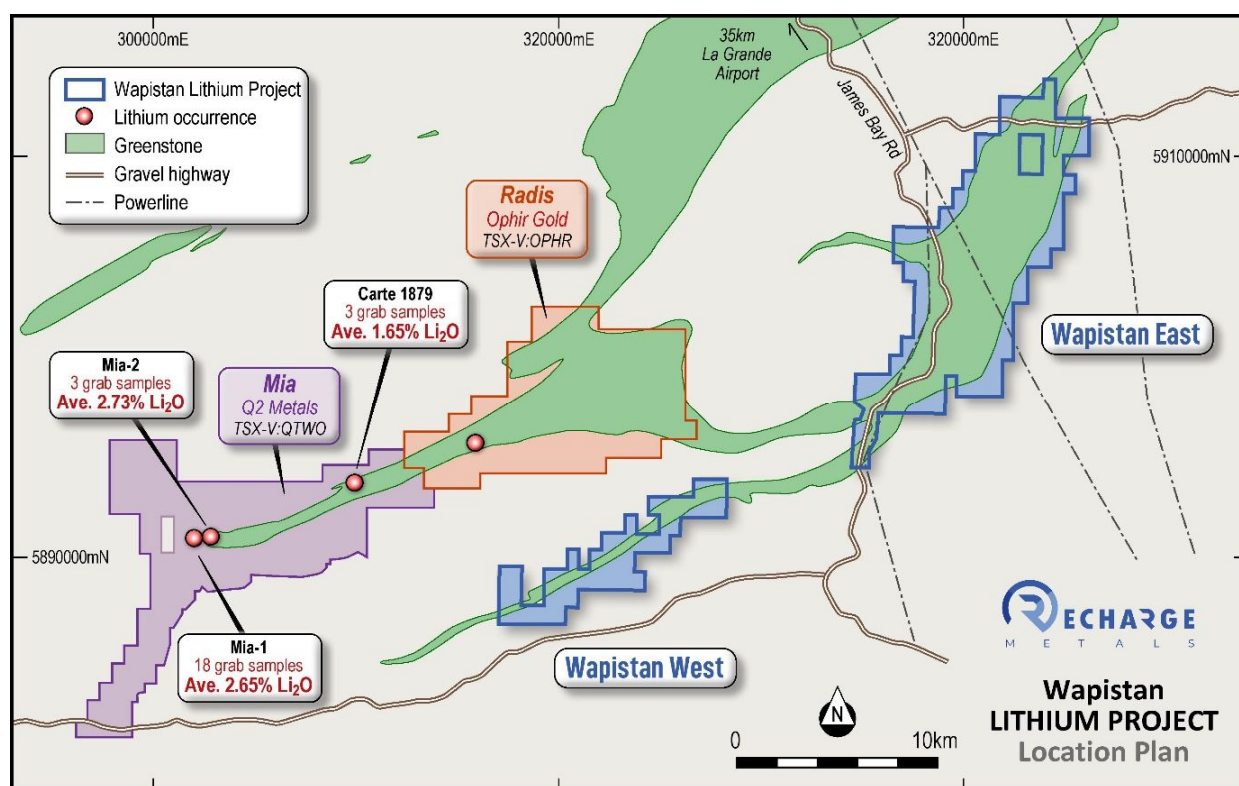 300000mE
320000mE
320000mE
35km
La Grande
Airport
James Bay Rd
Wapistan Lithium Project
Lithium occurrence
Greenstone
Gravel highway
Powerline
5910000mN
Radis
Ophir Gold
TSX-V:OPHR
Carte 1879
3 grab samples
Ave. 1.65% Li₂O
Wapistan East
Mia-2
3 grab samples
Ave. 2.73% Li₂O
Mia
Q2 Metals
TSX-V:QTWO
5890000mN
Mia-1
18 grab samples
Ave. 2.65% Li₂O
Wapistan West
RECHARGE
METALS
N
0 10km
Wapistan
LITHIUM PROJECT
Location Plan